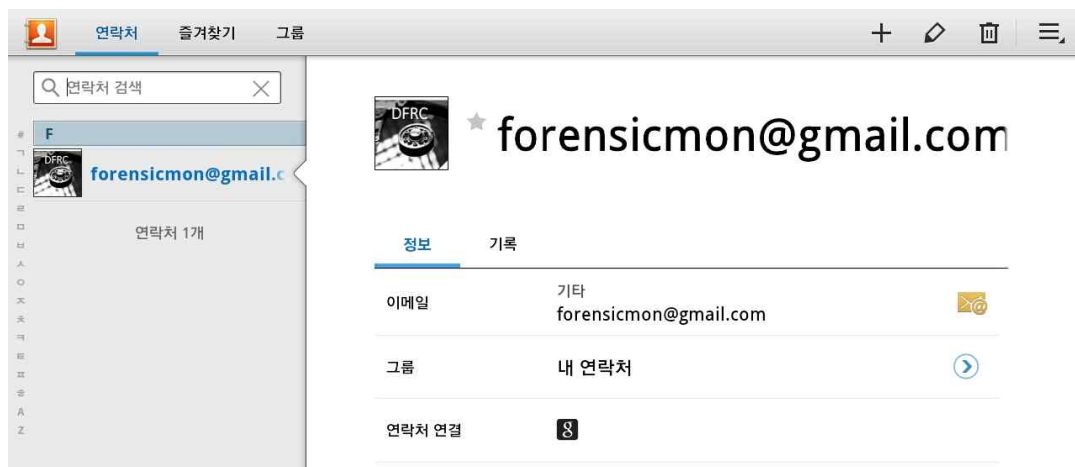 연락처 즐겨찾기 그룹
연락처 검색
F
DFRC
forensicmon@gmail.c
연락처 1개
#
ㄱ
ㄴ
ㄷ
ㄹ
ㅁ
ㅂ
ㅅ
ㅇ
ㅈ
ㅊ
ㅋ
ㅌ
ㅍ
ㅎ
A
Z
DFRC
forensicmon@gmail.com
정보 기록
이메일
기타
forensicmon@gmail.com
그룹 내 연락처
연락처 연결 8